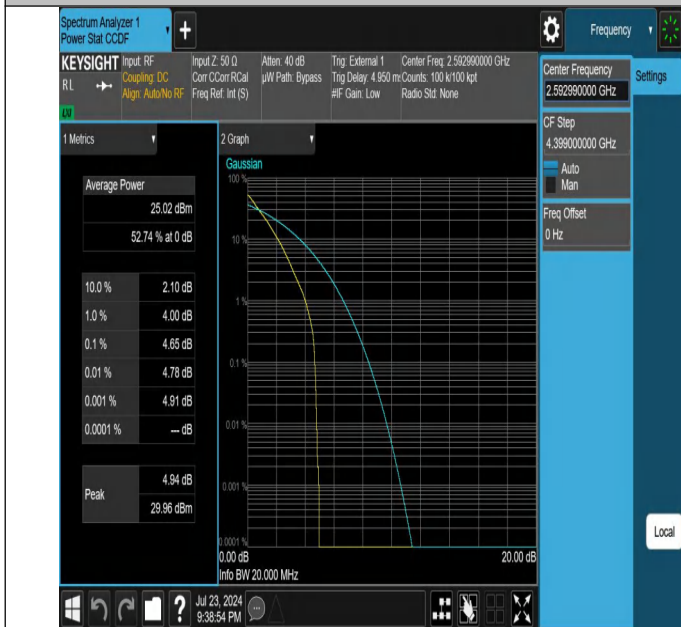 Spectrum Analyzer 1
Power Stat CCDF
+
Frequency
KEYSIGHT
RL
Input: RF
Coupling: DC
Align: Auto/No RF
Input Z: 50 Ω
Corr CCorr RCal
Freq Ref: Int (S)
Atten: 40 dB
µW Path: Bypass
Trig: External 1
Trig Delay: 4.950 ms
#IF Gain: Low
Center Freq: 2.592990000 GHz
Counts: 100 k/100 kpt
Radio Std: None
Center Frequency
2.592990000 GHz
Settings
CF Step
4.399000000 GHz
Auto
Man
Freq Offset
0 Hz
Local
1 Metrics
Average Power
25.02 dBm
52.74 % at 0 dB
10.0 % 2.10 dB
1.0 % 4.00 dB
0.1 % 4.65 dB
0.01 % 4.78 dB
0.001 % 4.91 dB
0.0001 % --- dB
Peak
4.94 dB
29.96 dBm
2 Graph
Gaussian
100 %
10 %
1 %
0.1 %
0.01 %
0.001 %
0.0001 %
0.00 dB 20.00 dB
Info BW 20.000 MHz
?
Jul 23, 2024
9:38:54 PM